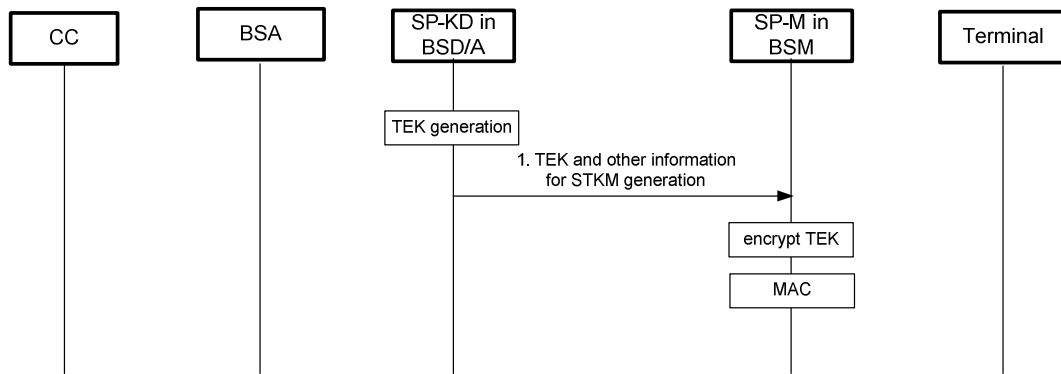 CC
BSA
SP-KD in
BSD/A
SP-M in
BSM
Terminal
TEK generation
1. TEK and other information
for STKM generation
encrypt TEK
MAC